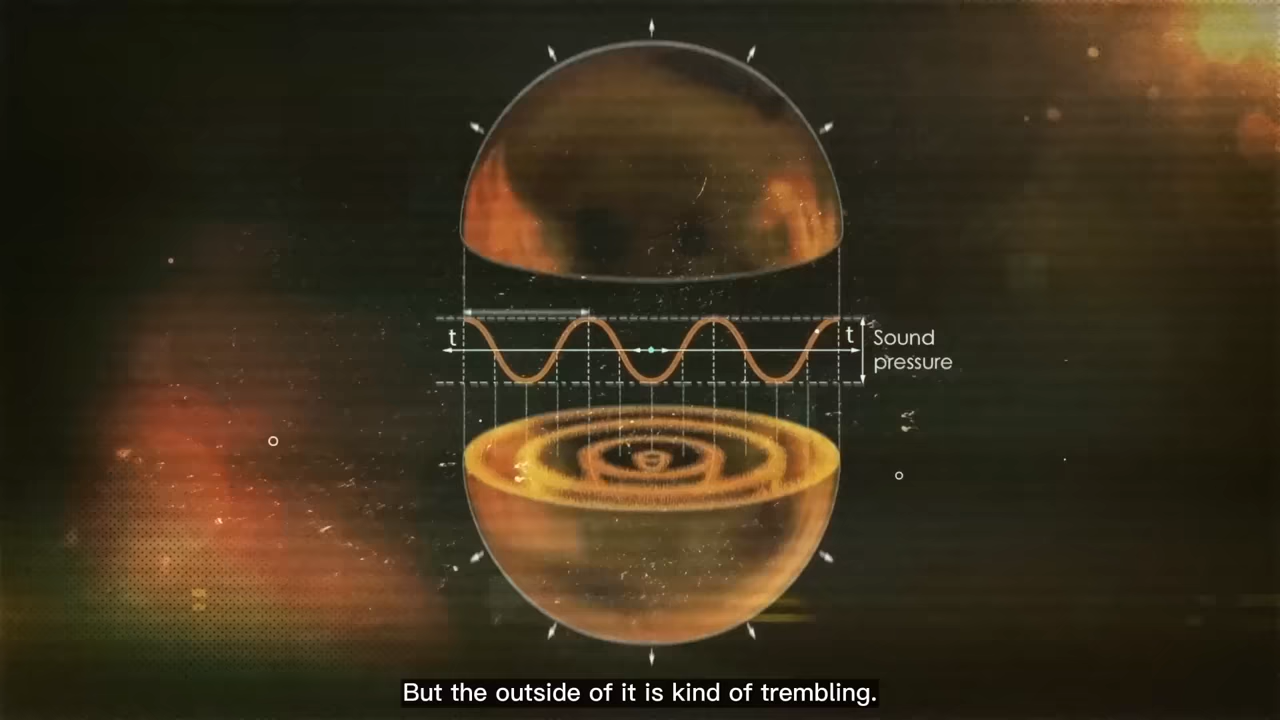 t
t
Sound
pressure
But the outside of it is kind of trembling.